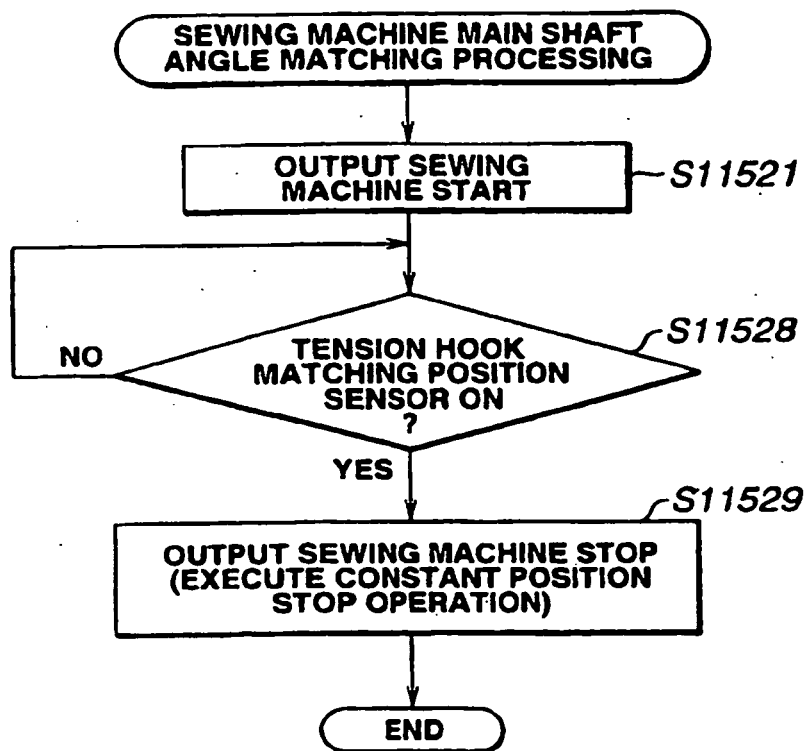 SEWING MACHINE MAIN SHAFT
ANGLE MATCHING PROCESSING
OUTPUT SEWING
MACHINE START
S11521
TENSION HOOK
MATCHING POSITION
SENSOR ON
?
S11528
NO
YES
S11529
OUTPUT SEWING MACHINE STOP
(EXECUTE CONSTANT POSITION
STOP OPERATION)
END